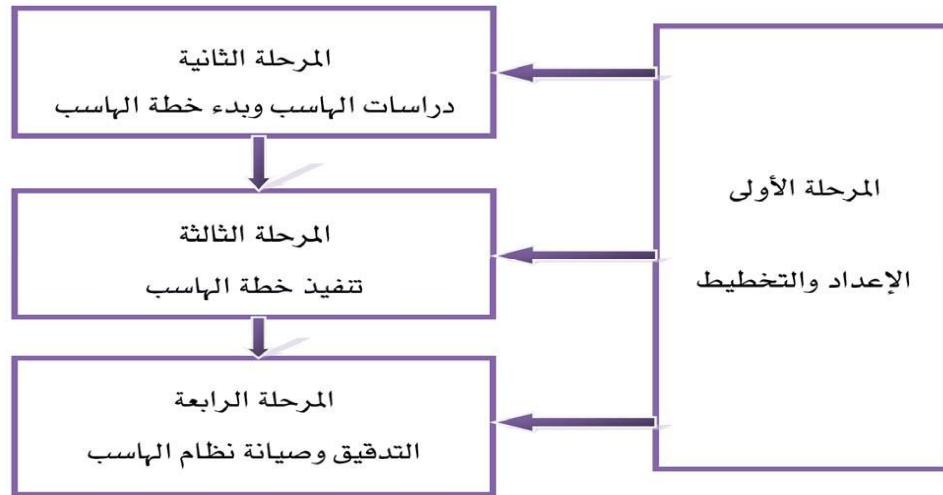 المرحلة الأولى
الإعداد والتخطيط
المرحلة الثانية
دراسات الهاسب وبدء خطة الهاسب
المرحلة الثالثة
تنفيذ خطة الهاسب
المرحلة الرابعة
التدقيق وصيانة نظام الهاسب